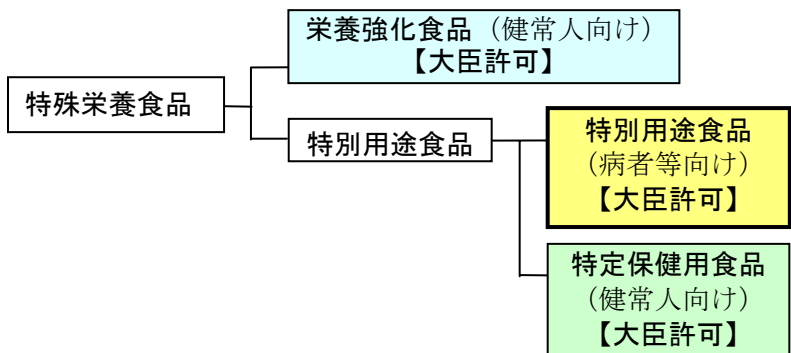 栄養強化食品（健常人向け）
【大臣許可】
特殊栄養食品
特別用途食品
特別用途食品
（病者等向け）
【大臣許可】
特定保健用食品
（健常人向け）
【大臣許可】